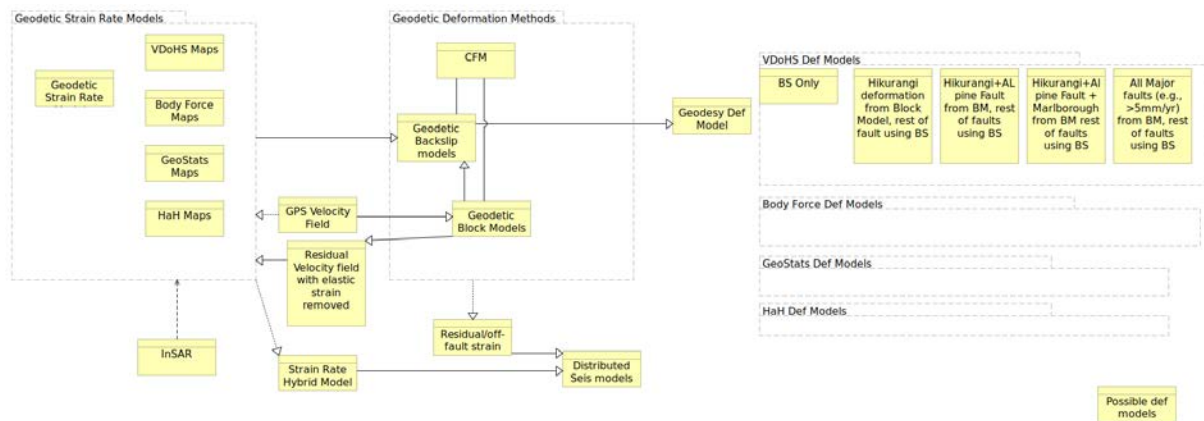 Geodetic Strain Rate Models
VDoHS Maps
Geodetic
Strain Rate
Body Force
Maps
GeoStats
Maps
HaH Maps
Geodetic Deformation Methods
CFM
Geodetic
Backslip
models
Geodetic
Block Models
GPS Velocity
Field
Residual
Velocity field
with elastic
strain
removed
InSAR
Strain Rate
Hybrid Model
Residual/off-
fault strain
Distributed
Seis models
Geodesy Def
Model
VDoHS Def Models
BS Only
Hikurangi
deformation
from Block
Model, rest of
fault using BS
Hikurangi+AL
pine Fault
from BM, rest
of faults
using BS
Hikurangi+Al
pine Fault +
Marlborough
from BM rest
of faults
using BS
All Major
faults (e.g.,
>5mm/yr)
from BM, rest
of faults
using BS
Body Force Def Models
GeoStats Def Models
HaH Def Models
Possible def
models